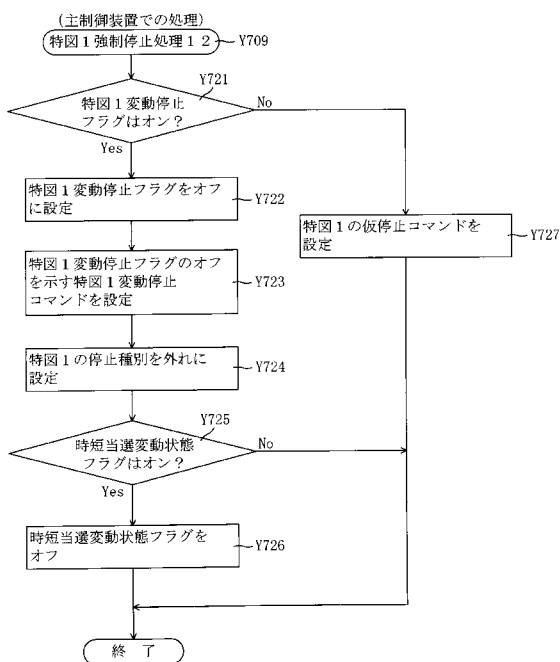 (主制御装置での処理)
特図1強制停止処理12
Y709
Y721
特図1変動停止
フラグはオン?
No
Yes
特図1変動停止フラグをオフ
に設定
Y722
特図1の仮停止コマンドを
設定
Y727
特図1変動停止フラグのオフ
を示す特図1変動停止
コマンドを設定
Y723
特図1の停止種別を外れに
設定
Y724
Y725
時短当選変動状態
フラグはオン?
No
Yes
時短当選変動状態フラグを
オフ
Y726
終 了